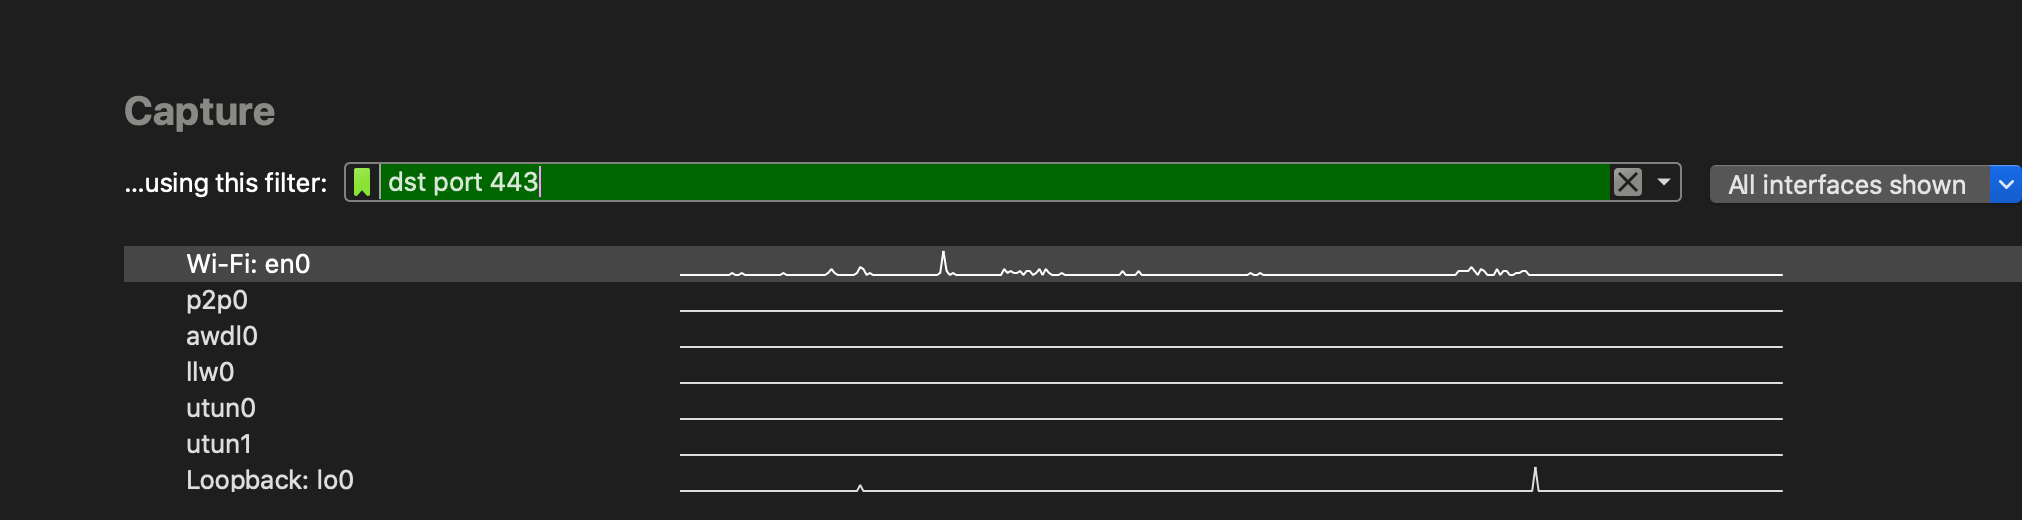 Capture
...using this filter: dst port 443 All interfaces shown
Wi-Fi: en0
p2p0
awdl0
llw0
utun0
utun1
Loopback: lo0